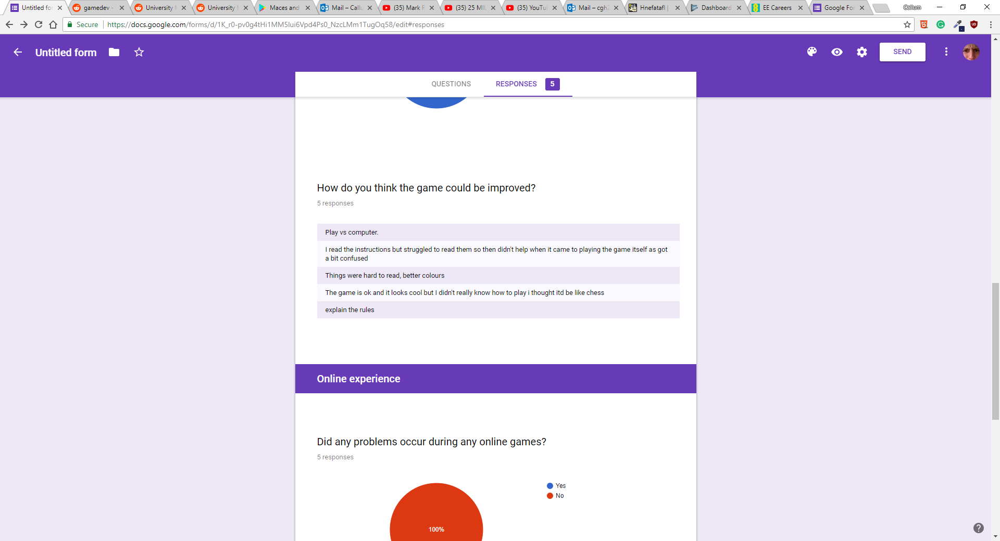 Untitled for
gamedev -
University
University
Maces and
Mail – Callu
(35) Mark R
(35) 25 MIL
(35) YouTu
Mail – cgh
Hnefatafl |
Dashboard
EE Careers
Google For
Callum
Secure
https://docs.google.com/forms/d/1K_r0-pv0g4tHi1MM5lui6Vpd4Ps0_NzcLMm1TugOq58/edit#responses
Untitled form
SEND
QUESTIONS
RESPONSES 5
How do you think the game could be improved?
5 responses
Play vs computer.
I read the instructions but struggled to read them so then didn't help when it came to playing the game itself as got
a bit confused
Things were hard to read, better colours
The game is ok and it looks cool but I didn't really know how to play i thought itd be like chess
explain the rules
Online experience
Did any problems occur during any online games?
5 responses
Yes
No
100%